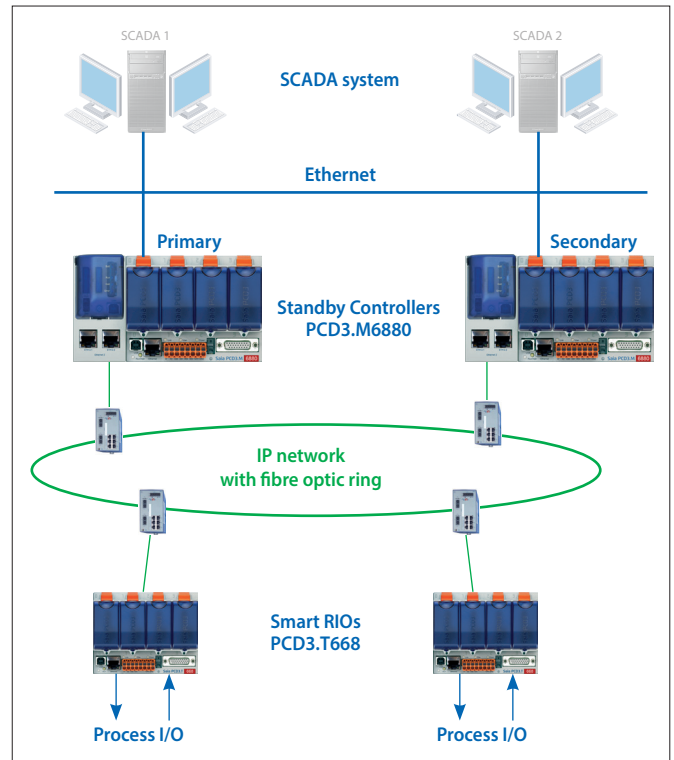 SCADA 1
SCADA 2
SCADA system
Ethernet
Primary
Secondary
Standby Controllers
PCD3.M6880
IP network
with fibre optic ring
Smart RIOs
PCD3.T668
Process I/O
Process I/O